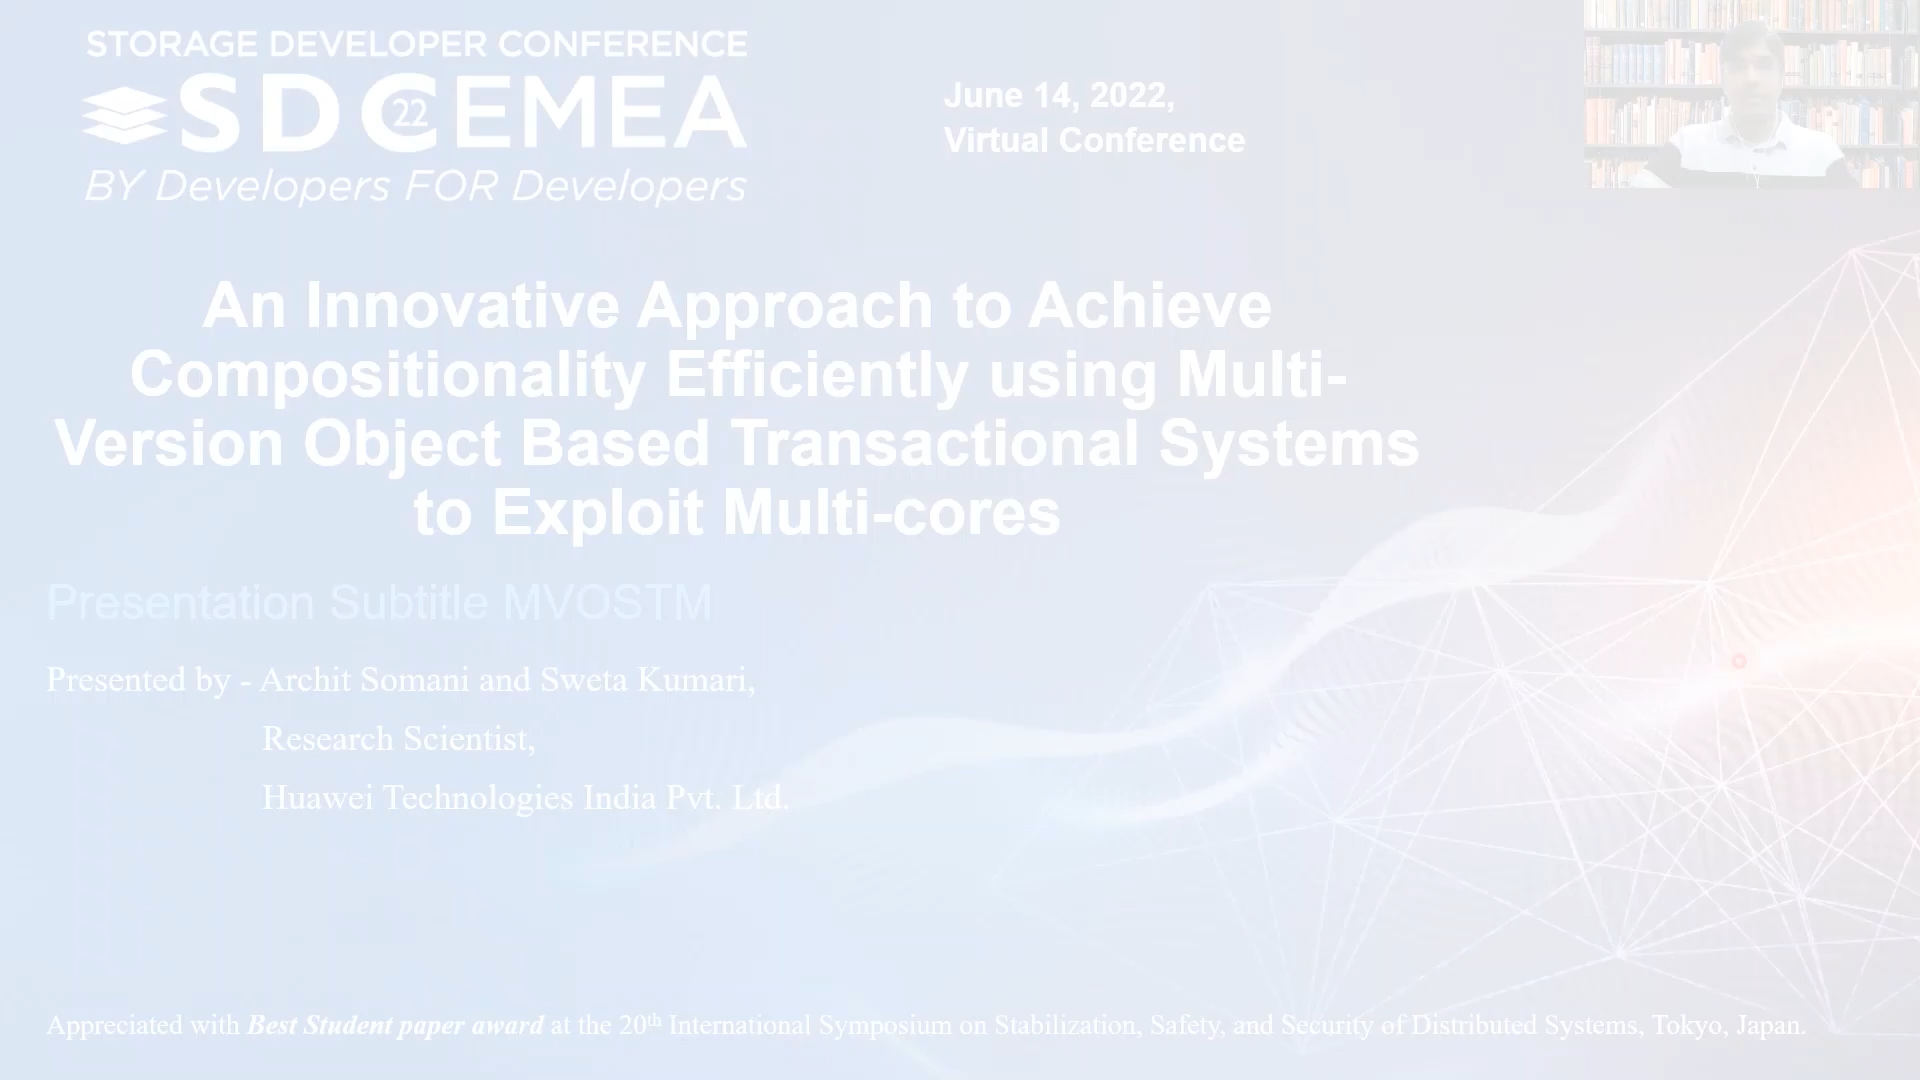 STORAGE DEVELOPER CONFERENCE
SDC22EMEA
BY Developers FOR Developers
June 14, 2022,
Virtual Conference
An Innovative Approach to Achieve
Compositionality Efficiently using Multi-
Version Object Based Transactional Systems
to Exploit Multi-cores
Presentation Subtitle MVOSTM
Presented by - Archit Somani and Sweta Kumari,
Research Scientist,
Huawei Technologies India Pvt. Ltd.
Appreciated with Best Student paper award at the 20th International Symposium on Stabilization, Safety, and Security of Distributed Systems, Tokyo, Japan.